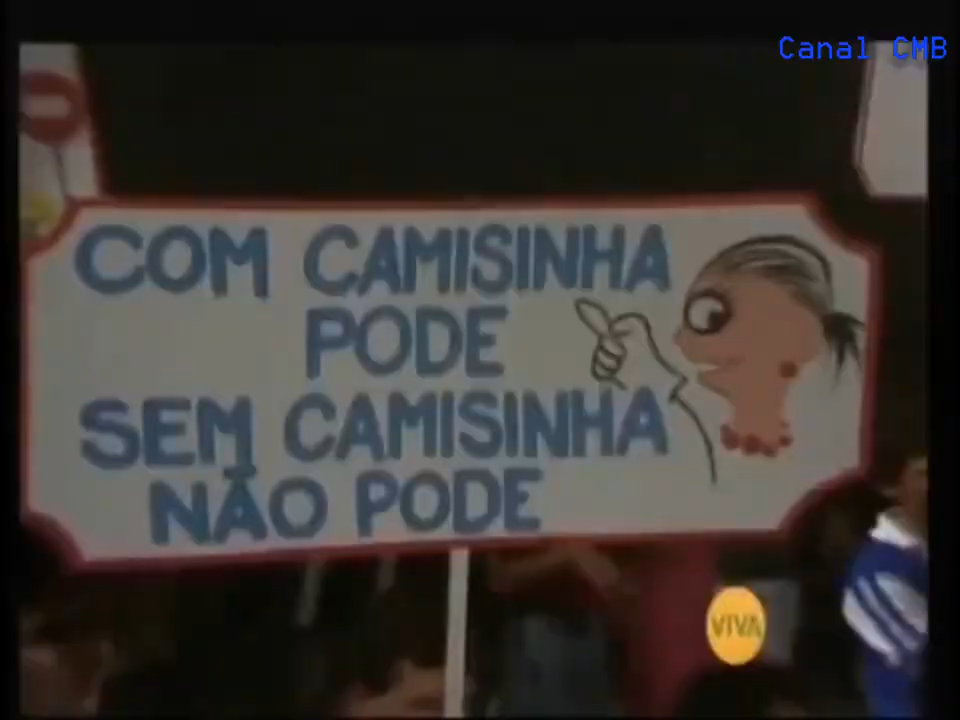 Canal CMB
COM CAMISINHA
PODE
SEM CAMISINHA
NÃO PODE
VIVA